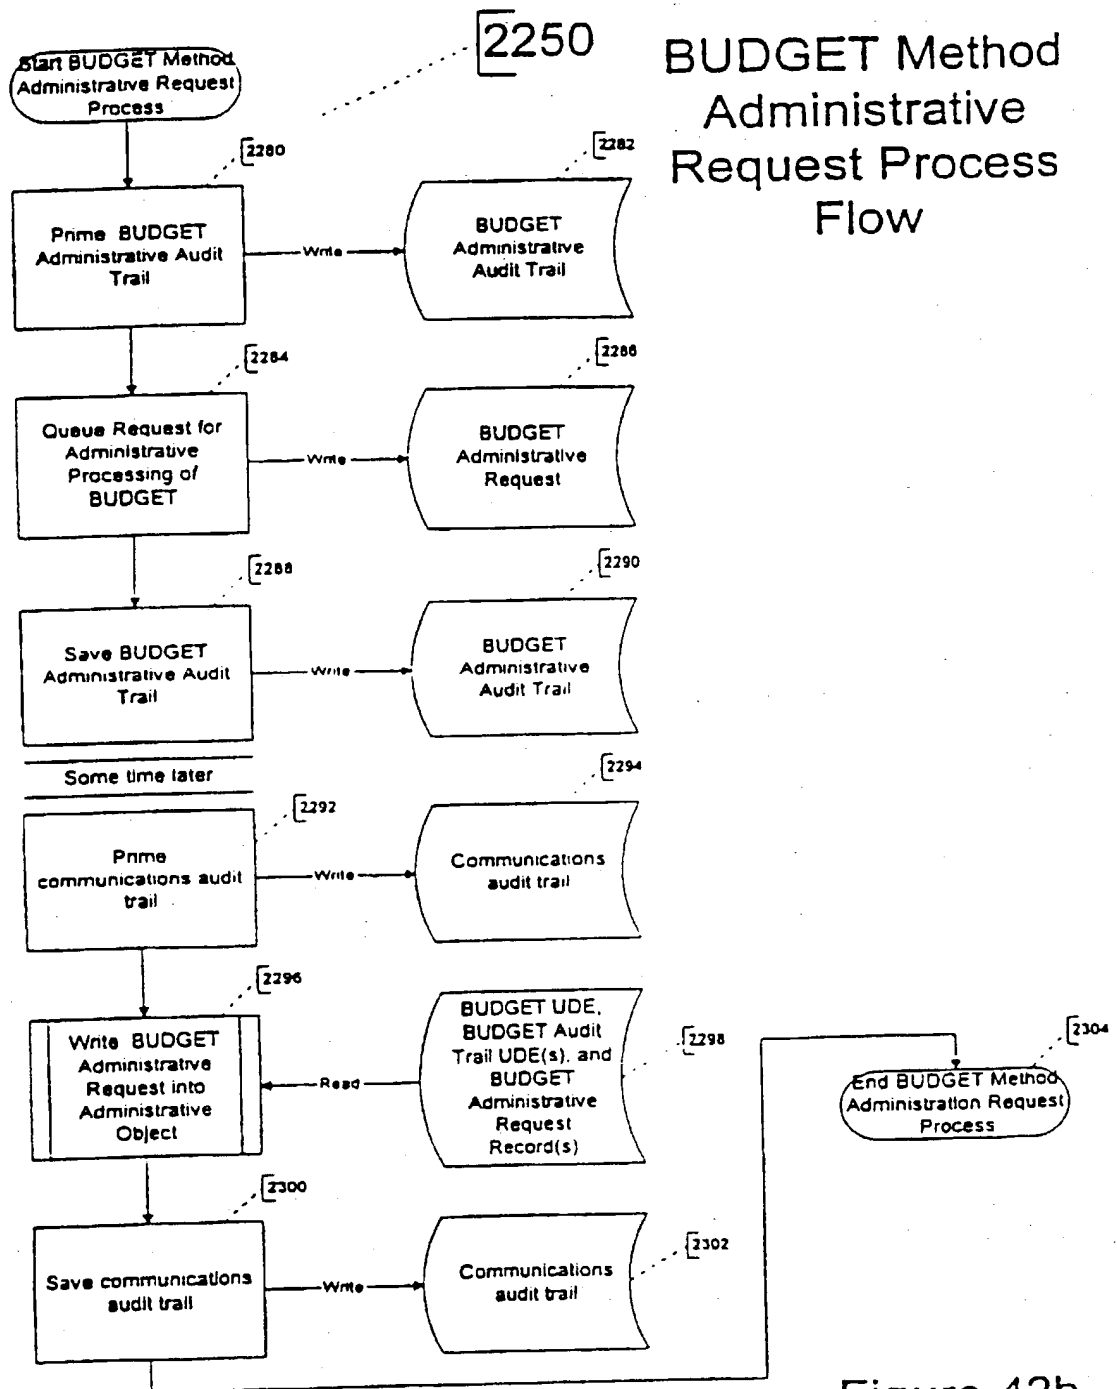 2250
BUDGET Method
Administrative
Request Process
Flow
Start BUDGET Method
Administrative Request
Process
2280
Prime BUDGET
Administrative Audit
Trail
Write
2282
BUDGET
Administrative
Audit Trail
2284
Queue Request for
Administrative
Processing of
BUDGET
Write
2286
BUDGET
Administrative
Request
2288
Save BUDGET
Administrative Audit
Trail
Write
2290
BUDGET
Administrative
Audit Trail
Some time later
2292
Prime
communications audit
trail
Write
2294
Communications
audit trail
2296
Write BUDGET
Administrative
Request into
Administrative
Object
Read
2298
BUDGET UDE,
BUDGET Audit
Trail UDE(s), and
BUDGET
Administrative
Request
Record(s)
2300
Save communications
audit trail
Write
2302
Communications
audit trail
2304
End BUDGET Method
Administration Request
Process
Figure 42b